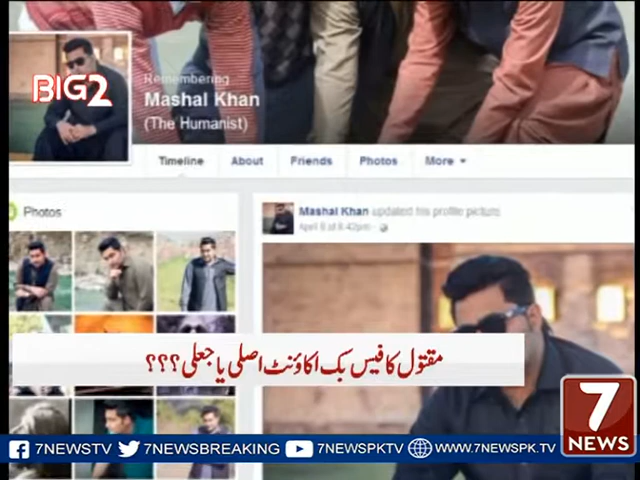 BIG2
Remembering
Mashal Khan
(The Humanist)
Timeline About Friends Photos More
Photos
Mashal Khan updated his profile picture
April 8 at 8:42pm
مقتول کا فیس بک اکاؤنٹ اصلی یا جعلی؟؟؟
7
NEWS
7NEWSTV 7NEWSBREAKING 7NEWSPKTV WWW.7NEWSPK.TV